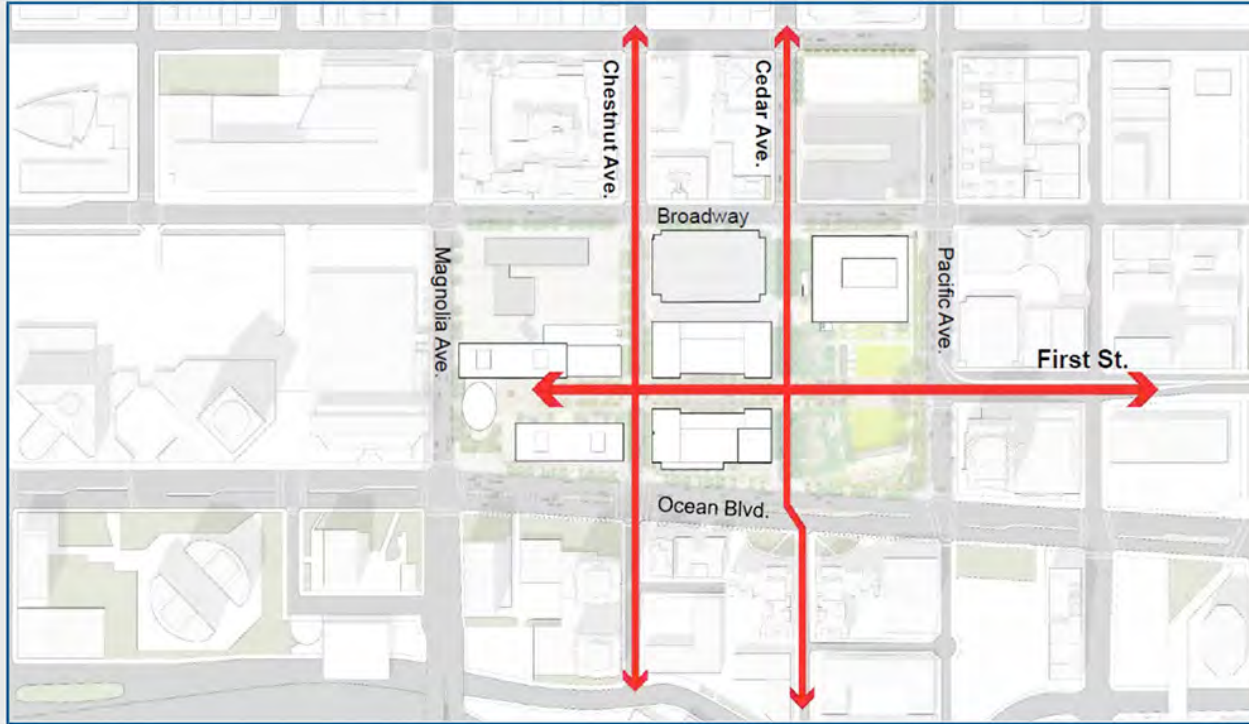 Chestnut Ave.
Cedar Ave.
Broadway
Magnolia Ave.
Pacific Ave.
First St.
Ocean Blvd.